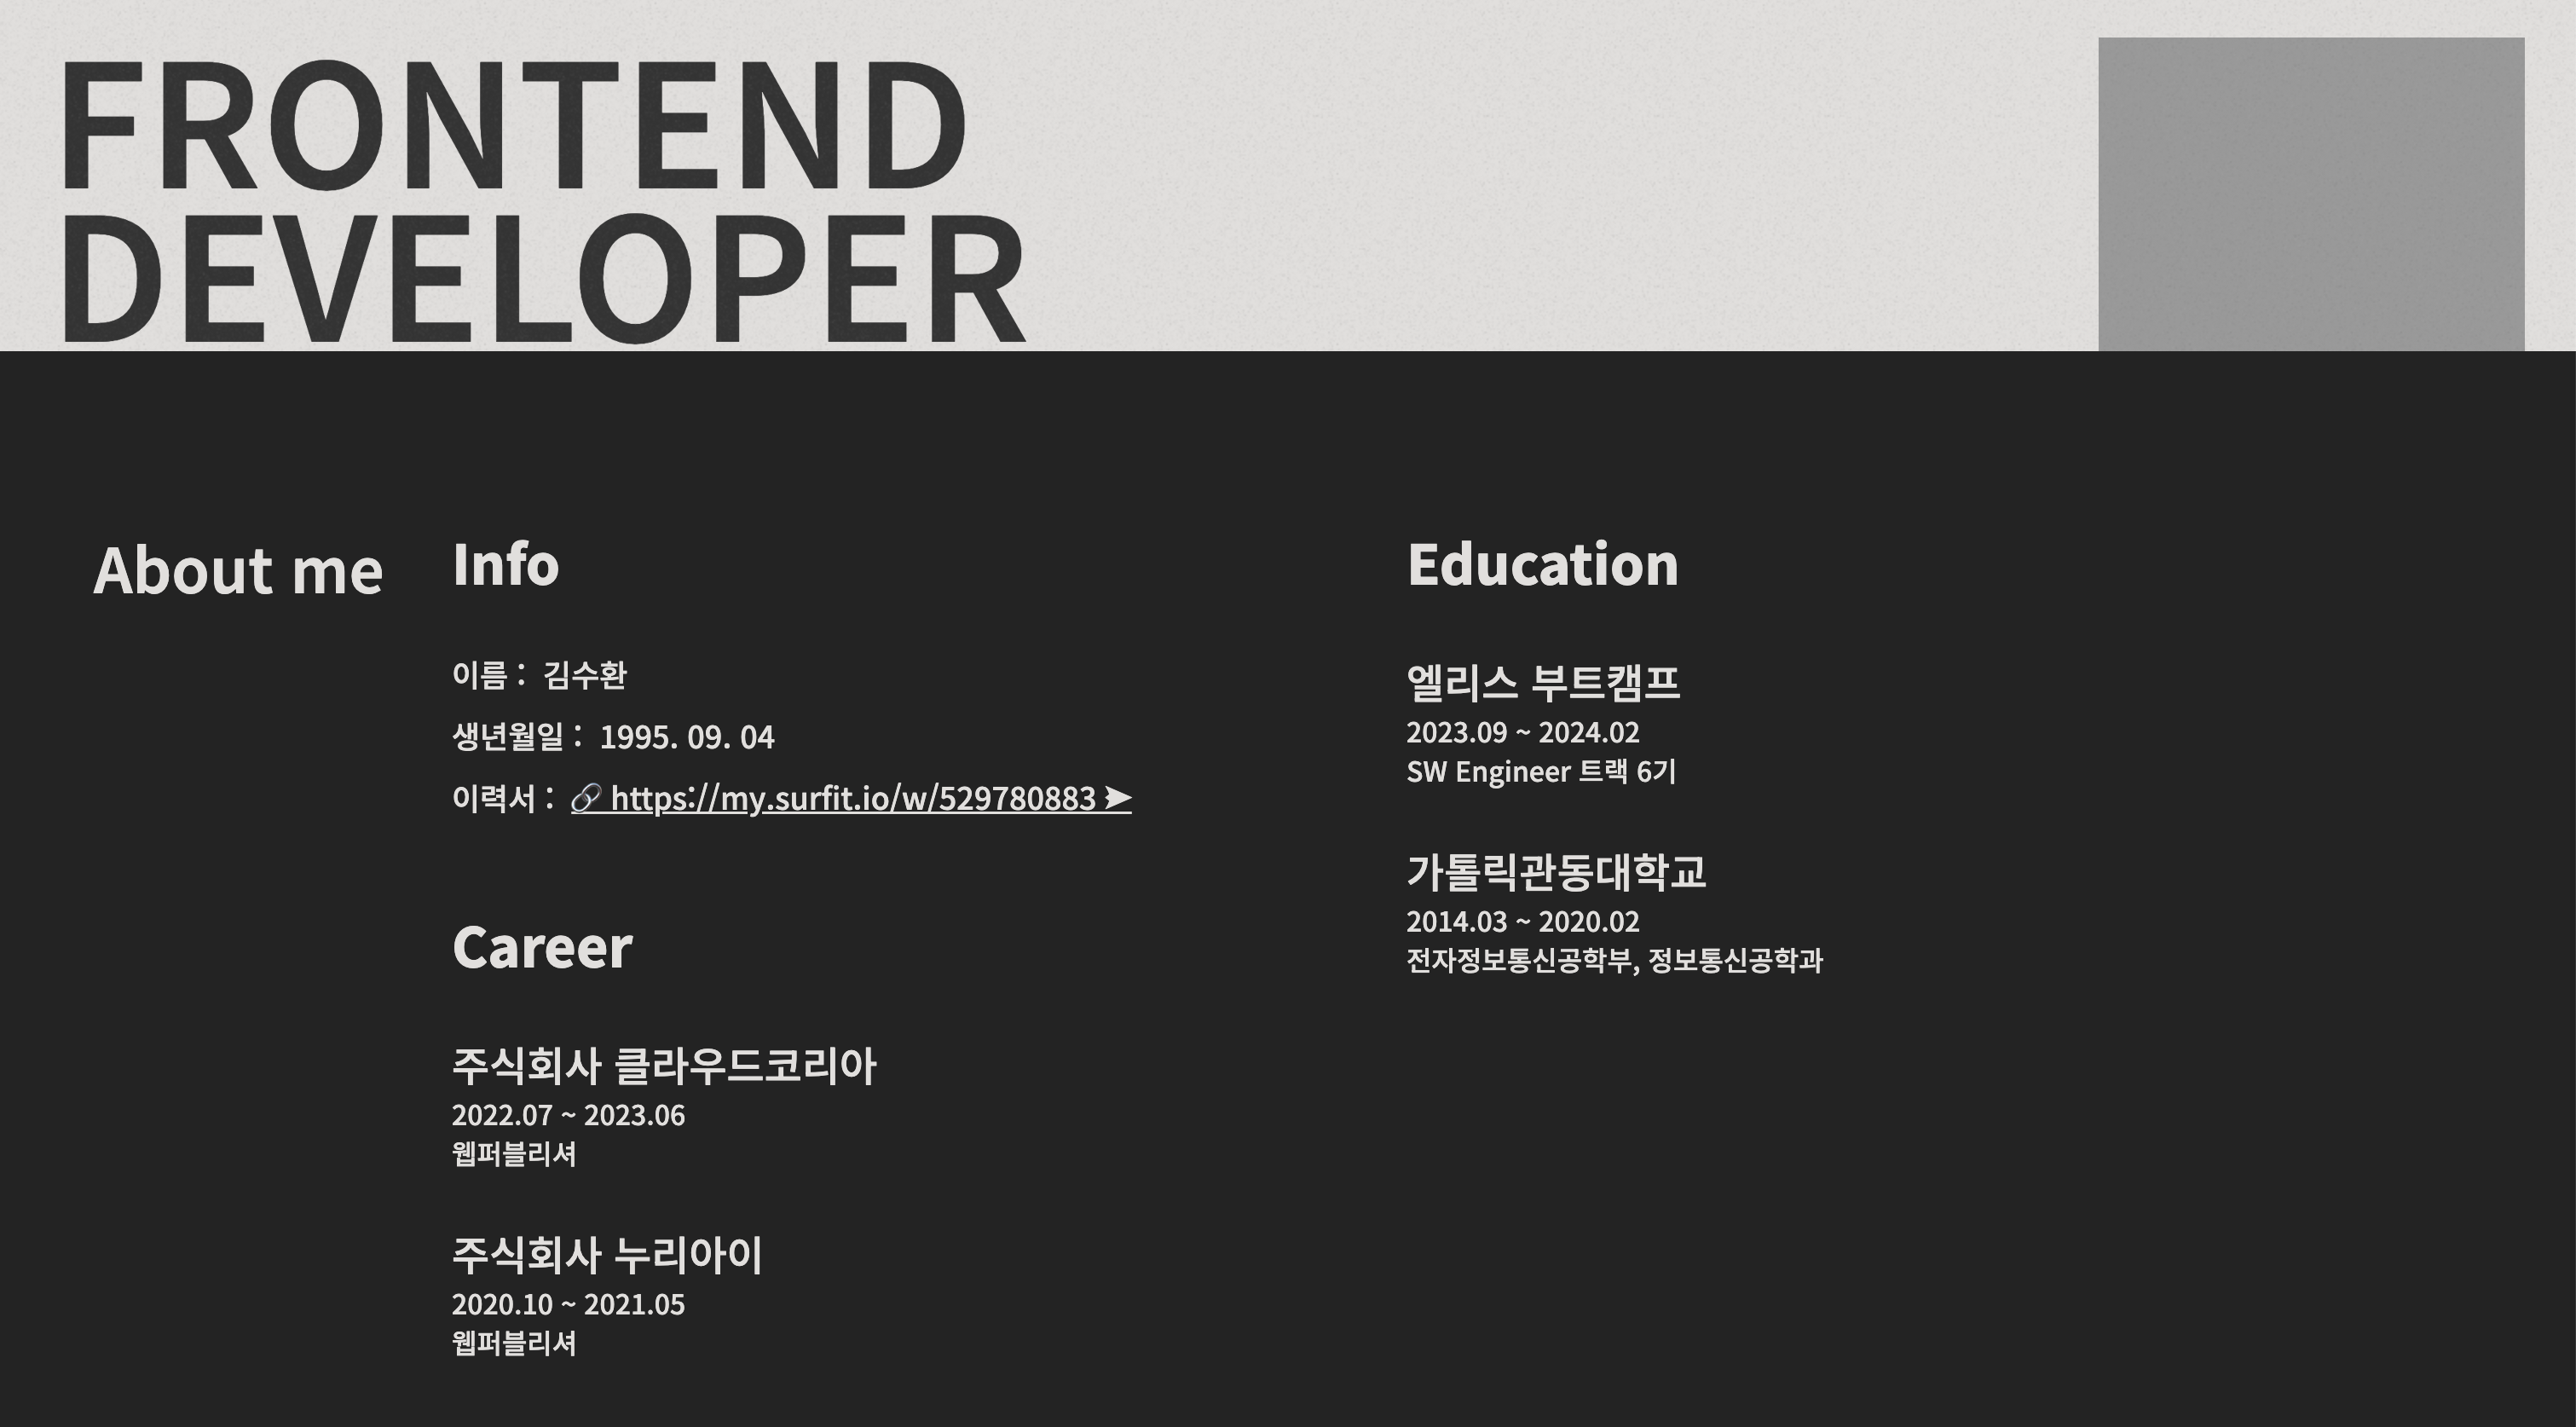 FRONTEND
DEVELOPER
About me
Info
이름 : 김수환
생년월일 : 1995. 09. 04
이력서 : 🔗 https://my.surfit.io/w/529780883 ➤
Career
주식회사 클라우드코리아
2022.07 ~ 2023.06
웹퍼블리셔
주식회사 누리아이
2020.10 ~ 2021.05
웹퍼블리셔
Education
엘리스 부트캠프
2023.09 ~ 2024.02
SW Engineer 트랙 6기
가톨릭관동대학교
2014.03 ~ 2020.02
전자정보통신공학부, 정보통신공학과